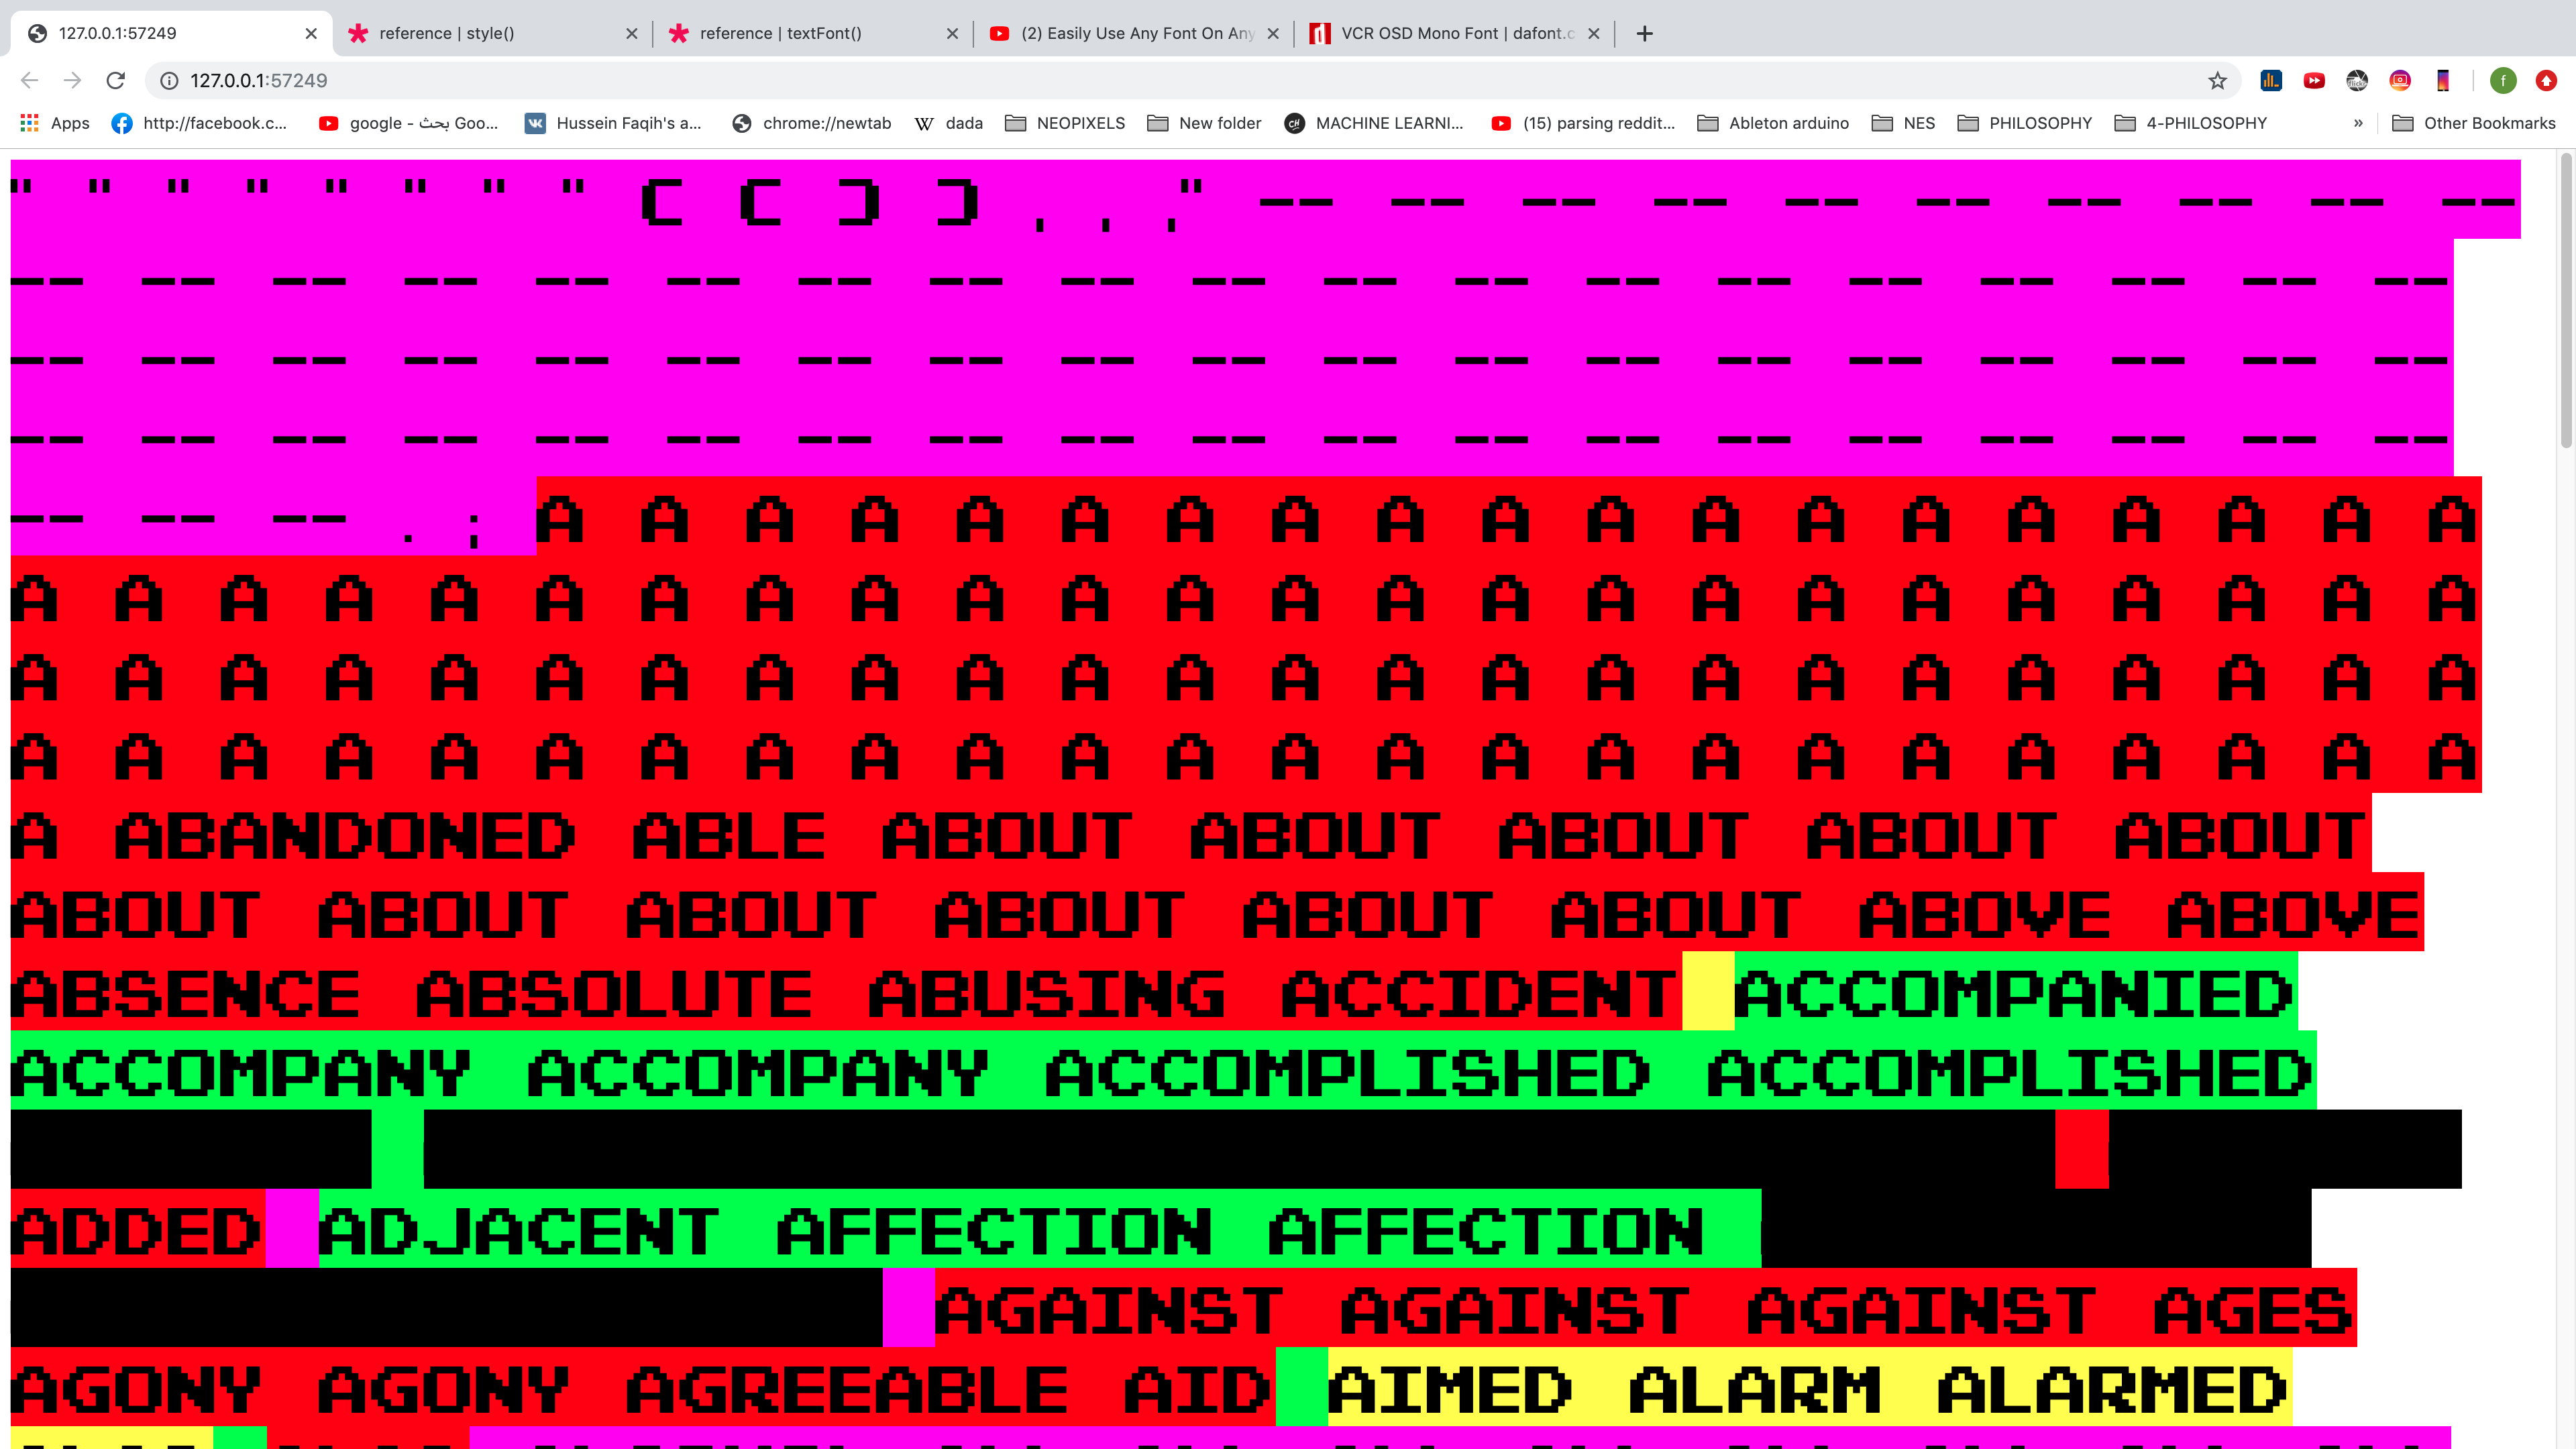 127.0.0.1:57249
reference | style()
reference | textFont()
(2) Easily Use Any Font On Any
VCR OSD Mono Font | dafont.c
127.0.0.1:57249
Apps
http://facebook.c...
google - بحث Goo...
Hussein Faqih's a...
chrome://newtab
dada
NEOPIXELS
New folder
MACHINE LEARNI...
(15) parsing reddit...
Ableton arduino
NES
PHILOSOPHY
4-PHILOSOPHY
»
Other Bookmarks
" " " " " " " " ( ( ) ) , , ," -- -- -- -- -- -- -- -- -- --
-- -- -- -- -- -- -- -- -- -- -- -- -- -- -- -- -- -- --
-- -- -- -- -- -- -- -- -- -- -- -- -- -- -- -- -- -- --
-- -- -- -- -- -- -- -- -- -- -- -- -- -- -- -- -- -- --
-- -- -- . ; A A A A A A A A A A A A A A A A A A A
A A A A A A A A A A A A A A A A A A A A A A A A
A A A A A A A A A A A A A A A A A A A A A A A A
A A A A A A A A A A A A A A A A A A A A A A A A
A ABANDONED ABLE ABOUT ABOUT ABOUT ABOUT ABOUT
ABOUT ABOUT ABOUT ABOUT ABOUT ABOUT ABOVE ABOVE
ABSENCE ABSOLUTE ABUSING ACCIDENT ACCOMPANIED
ACCOMPANY ACCOMPANY ACCOMPLISHED ACCOMPLISHED
ADDED ADJACENT AFFECTION AFFECTION
AGAINST AGAINST AGAINST AGES
AGONY AGONY AGREEABLE AID AIMED ALARM ALARMED